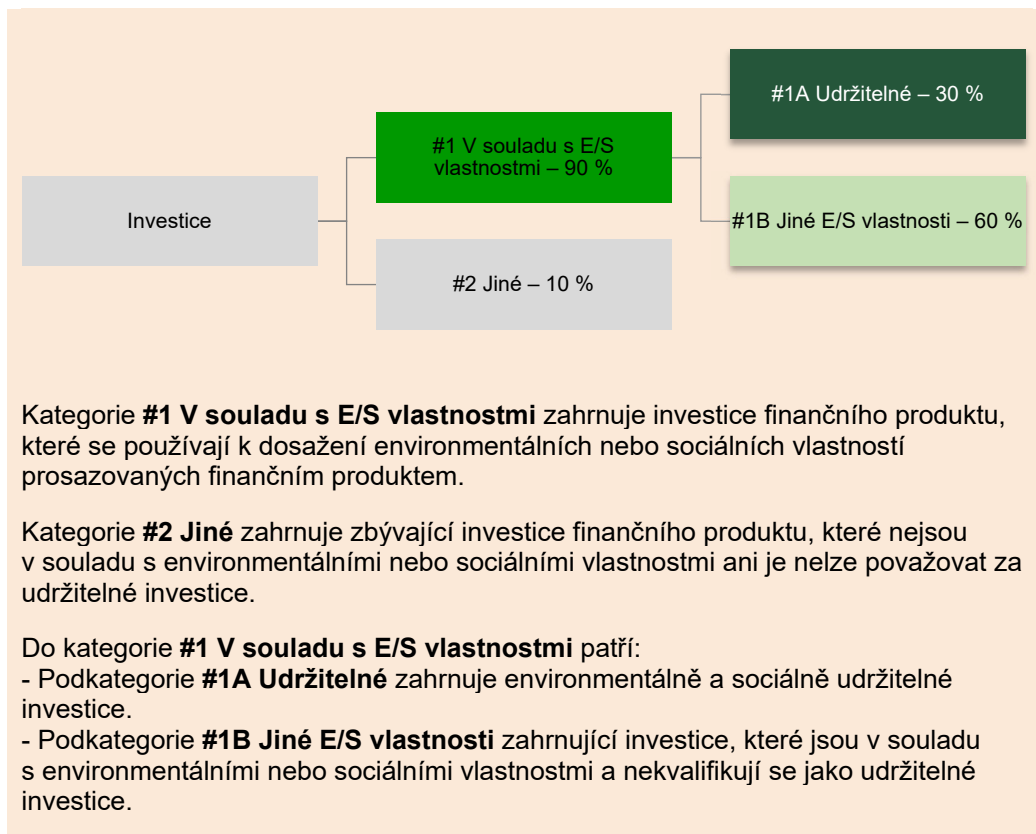 #1A Udržitelné – 30 %
#1 V souladu s E/S
vlastnostmi – 90 %
Investice
#1B Jiné E/S vlastnosti – 60 %
#2 Jiné – 10 %
Kategorie #1 V souladu s E/S vlastnostmi zahrnuje investice finančního produktu,
které se používají k dosažení environmentálních nebo sociálních vlastností
prosazovaných finančním produktem.
Kategorie #2 Jiné zahrnuje zbývající investice finančního produktu, které nejsou
v souladu s environmentálními nebo sociálními vlastnostmi ani je nelze považovat za
udržitelné investice.
Do kategorie #1 V souladu s E/S vlastnostmi patří:
- Podkategorie #1A Udržitelné zahrnuje environmentálně a sociálně udržitelné
investice.
- Podkategorie #1B Jiné E/S vlastnosti zahrnující investice, které jsou v souladu
s environmentálními nebo sociálními vlastnostmi a nekvalifikují se jako udržitelné
investice.